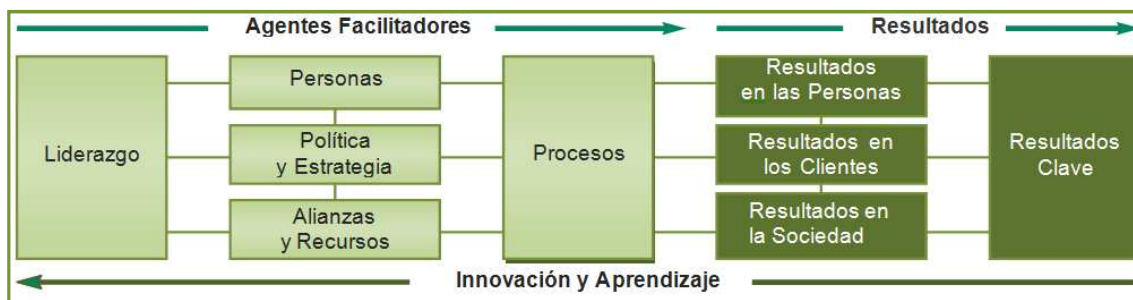 Agentes Facilitadores
Resultados
Liderazgo
Personas
Política
y Estrategia
Alianzas
y Recursos
Procesos
Resultados
en las Personas
Resultados en
los Clientes
Resultados en
la Sociedad
Resultados
Clave
Innovación y Aprendizaje